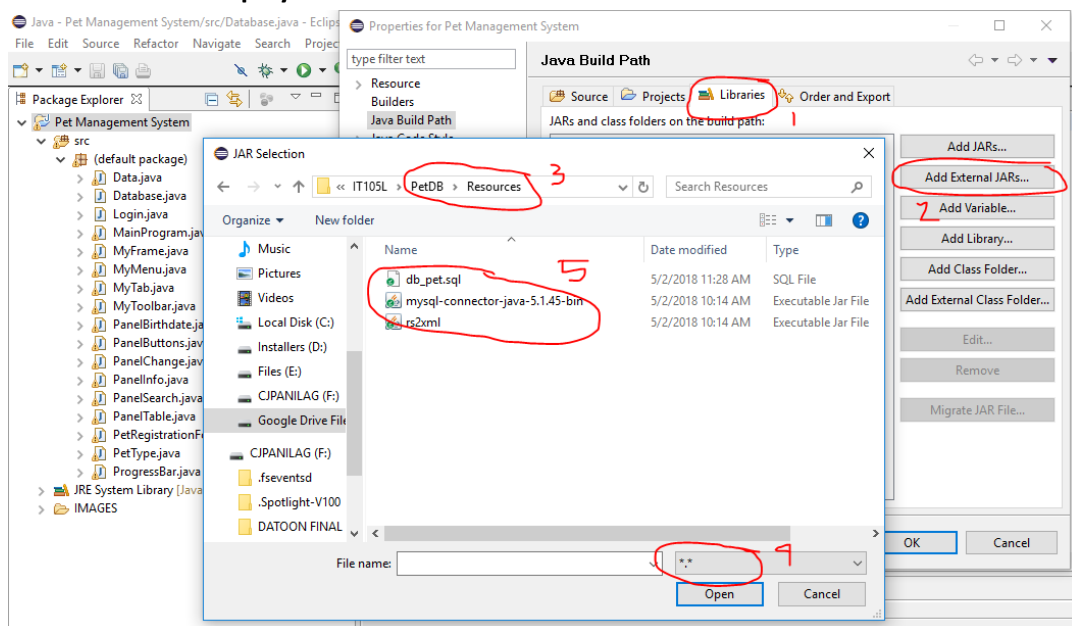 Java - Pet Management System/src/Database.java - Eclips
File Edit Source Refactor Navigate Search Projec
Package Explorer
Pet Management System
src
(default package)
Data.java
Database.java
Login.java
MainProgram.jav
MyFrame.java
MyMenu.java
MyTab.java
MyToolbar.java
PanelBirthdate.ja
PanelButtons.jav
PanelChange.jav
PanelInfo.java
PanelSearch.java
PanelTable.java
PetRegistrationF
PetType.java
ProgressBar.java
JRE System Library [Java
IMAGES
Properties for Pet Management System
type filter text
Resource
Builders
Java Build Path
Java Code Style
Java Build Path
Source Projects Libraries Order and Export
1
JARs and class folders on the build path:
Add JARs...
Add External JARs...
2
Add Variable...
Add Library...
Add Class Folder...
Add External Class Folder...
Edit...
Remove
Migrate JAR File...
OK Cancel
JAR Selection
« IT105L > PetDB > Resources
3
Search Resources
Organize New folder
Music
Pictures
Videos
Local Disk (C:)
Installers (D:)
Files (E:)
CJPANILAG (F:)
Google Drive File
CJPANILAG (F:)
.fseventsd
.Spotlight-V100
DATOON FINAL
Name Date modified Type
5
db_pet.sql 5/2/2018 11:28 AM SQL File
mysql-connector-java-5.1.45-bin 5/2/2018 10:14 AM Executable Jar File
rs2xml 5/2/2018 10:14 AM Executable Jar File
File name:
*.*
4
Open Cancel